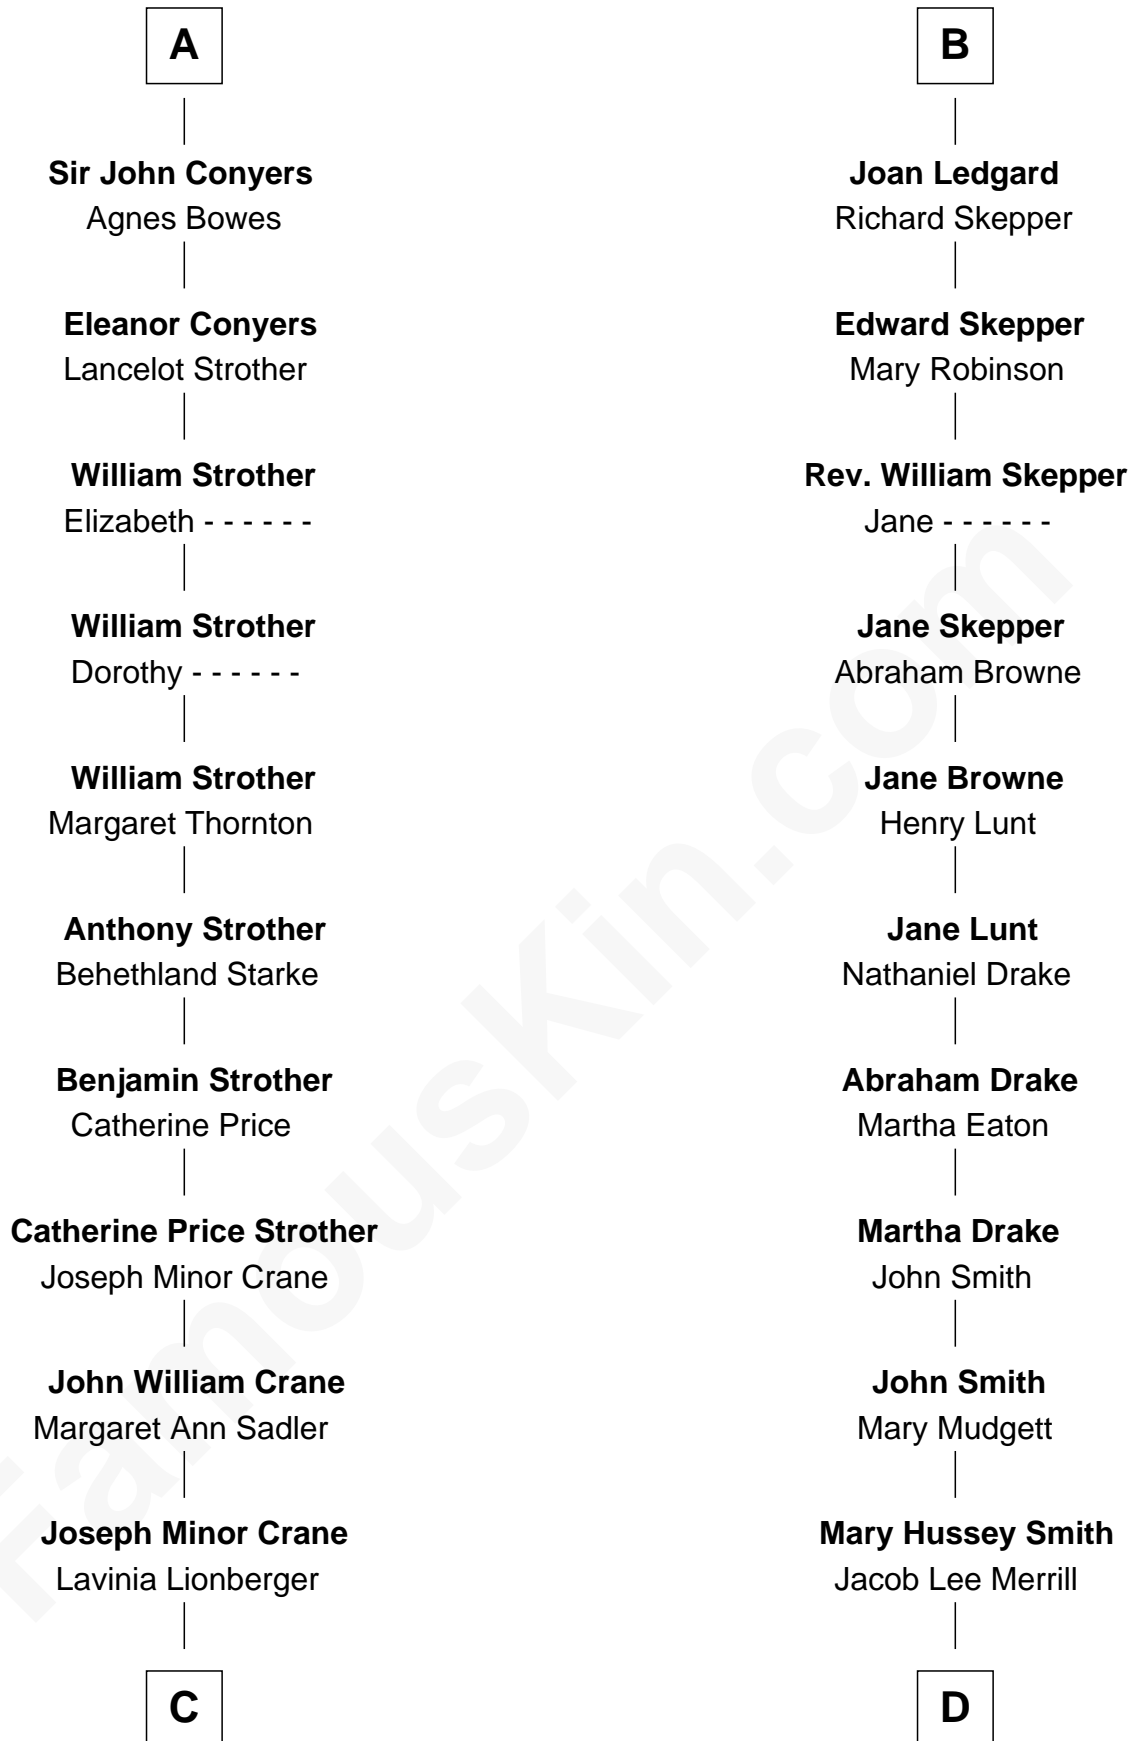 A
Sir John Conyers
Agnes Bowes
Eleanor Conyers
Lancelot Strother
William Strother
Elizabeth - - - - - -
William Strother
Dorothy - - - - - -
William Strother
Margaret Thornton
Anthony Strother
Behethland Starke
Benjamin Strother
Catherine Price
Catherine Price Strother
Joseph Minor Crane
John William Crane
Margaret Ann Sadler
Joseph Minor Crane
Lavinia Lionberger
C
B
Joan Ledgard
Richard Skepper
Edward Skepper
Mary Robinson
Rev. William Skepper
Jane - - - - - -
Jane Skepper
Abraham Browne
Jane Browne
Henry Lunt
Jane Lunt
Nathaniel Drake
Abraham Drake
Martha Eaton
Martha Drake
John Smith
John Smith
Mary Mudgett
Mary Hussey Smith
Jacob Lee Merrill
D
FamousKin.com